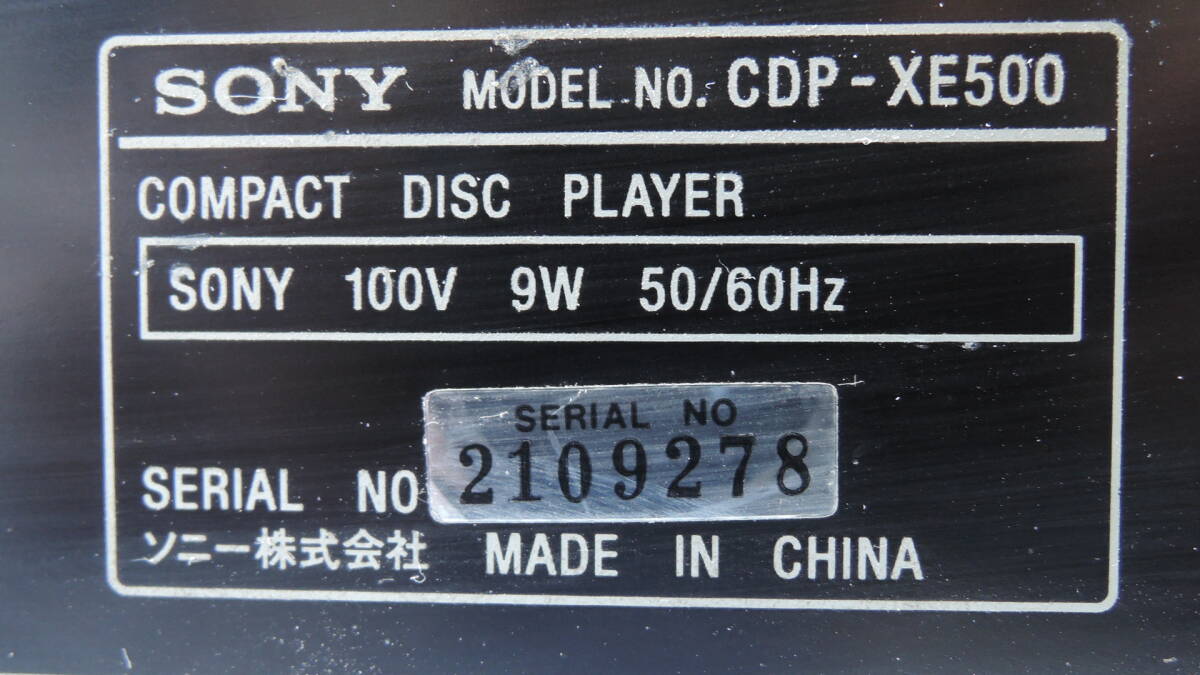 SONY MODEL NO. CDP-XE500
COMPACT DISC PLAYER
SONY 100V 9W 50/60Hz
SERIAL NO
2109278
SERIAL NO
ソニー株式会社 MADE IN CHINA